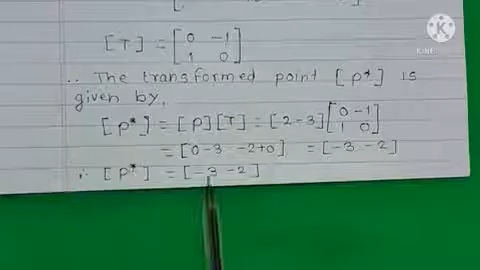 [T] = [0 -1
1 0]
∴ The transformed point [P*] is
given by,
[P*] = [P][T] = [2 -3] [0 -1
1 0]
= [0-3 -2+0] = [-3 -2]
∴ [P*] = [-3 -2]
KINE